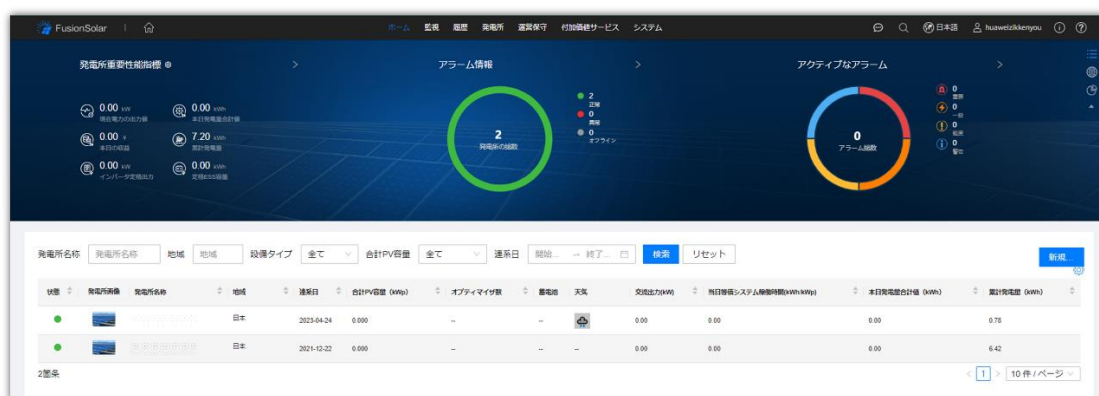 FusionSolar
ホーム 監視 履歴 発電所 運営保守 付加価値サービス システム
日本語 huaweizikkenyou
発電所重要性能指標
0.00 kW
現在電力の出力値
0.00 kWh
本日発電量合計値
0.00 ¥
本日の収益
7.20 kWh
累計発電量
0.00 kW
インバータ定格出力
0.00 kWh
定格ESS容量
アラーム情報
2
発電所の総数
2
正常
0
異常
0
オフライン
アクティブなアラーム
0
アラーム総数
0
重要
0
一般
0
軽度
0
警告
発電所名称 発電所名称 地域 地域 設備タイプ 全て 合計PV容量 全て 連系日 開始... 終了... 検索 リセット
新規...
状態 発電所画像 発電所名称 地域 連系日 合計PV容量 (kWp) オプティマイザ数 蓄電池 天気 交流出力(kW) 当日等価システム稼働時間(kWh/kWp) 本日発電量合計値 (kWh) 累計発電量 (kWh)
日本 2023-04-24 0.000 -- -- 0.00 0.00 0.00 0.78
日本 2021-12-22 0.000 -- -- -- 0.00 0.00 0.00 6.42
2箇条
< 1 > 10 件 / ページ